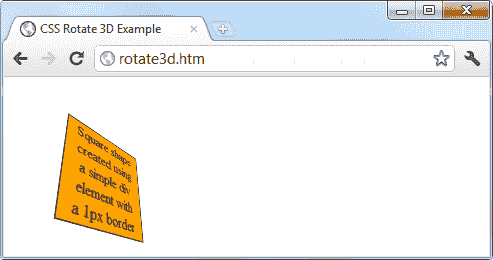 CSS Rotate 3D Example
rotate3d.htm
Square shape
created using
a simple div
element with
a 1px border